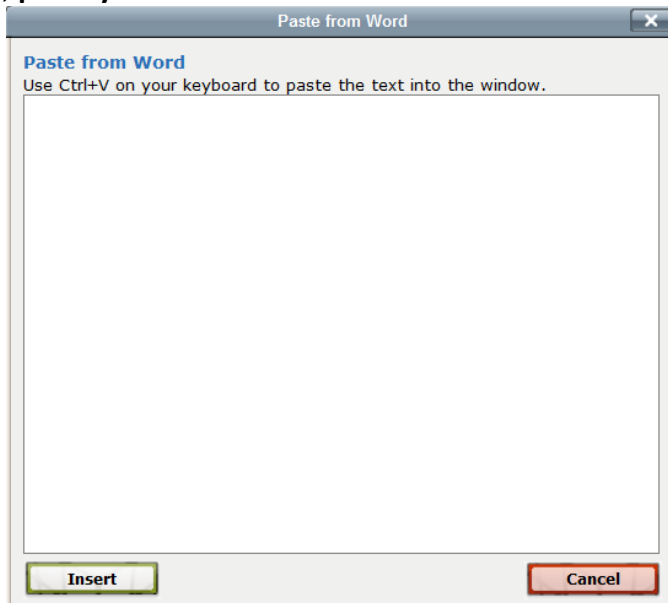 Paste from Word
Paste from Word
Use Ctrl+V on your keyboard to paste the text into the window.
Insert Cancel